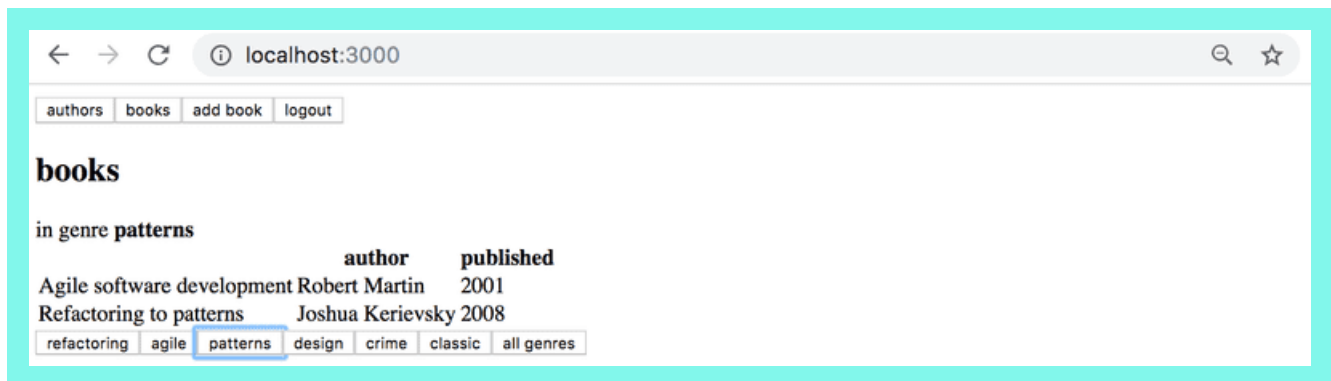 localhost:3000
authors books add book logout
books
in genre patterns
author published
Agile software development Robert Martin 2001
Refactoring to patterns Joshua Kerievsky 2008
refactoring agile patterns design crime classic all genres